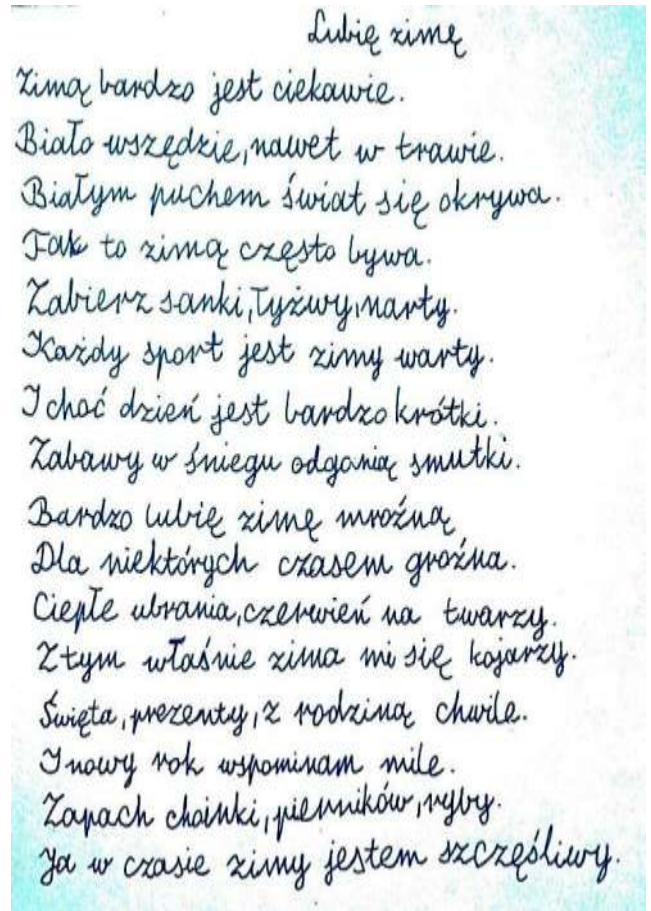 Lubię zimę
Zimą bardzo jest ciekawie.
Biało wszędzie, nawet w trawie.
Białym puchem świat się okrywa.
Tak to zimą często bywa.
Zabierz sanki, łyżwy, narty.
Każdy sport jest zimy warty.
I choć dzień jest bardzo krótki.
Zabawy w śniegu odgonią smutki.
Bardzo lubię zimę mroźną
Dla niektórych czasem groźna.
Ciepłe ubrania, czerwień na twarzy.
Z tym właśnie zima mi się kojarzy.
Święta, prezenty, z rodziną chwile.
I nowy rok wspominam mile.
Zapach choinki, pierników, ryby.
Ja w czasie zimy jestem szczęśliwy.